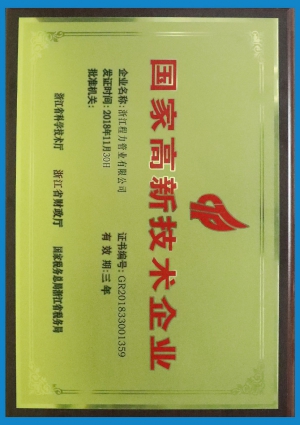 国家高新技术企业
企业名称:浙江程力管业有限公司
证书编号:GR201833001359
发证时间:2018年11月30日
有效期:三年
批准机关:
浙江省科学技术厅 浙江省财政厅 国家税务总局浙江省税务局